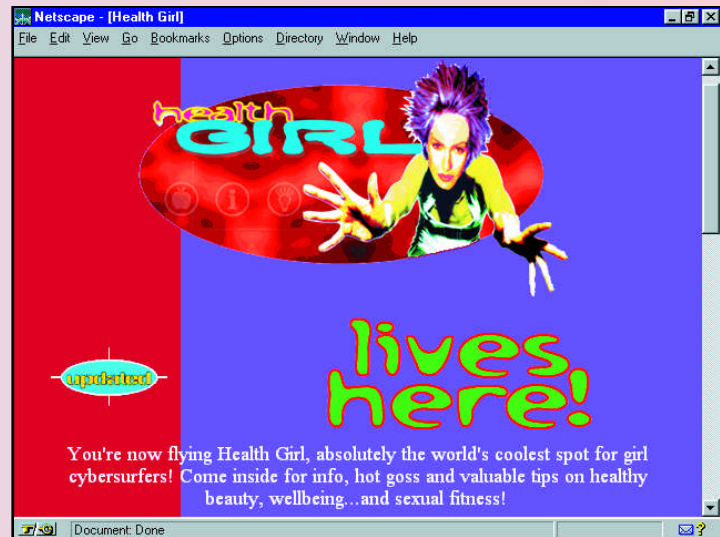 Netscape - [Health Girl]
File Edit View Go Bookmarks Options Directory Window Help
health
GIRL
lives
here!
updated
You're now flying Health Girl, absolutely the world's coolest spot for girl
cybersurfers! Come inside for info, hot goss and valuable tips on healthy
beauty, wellbeing...and sexual fitness!
Document: Done